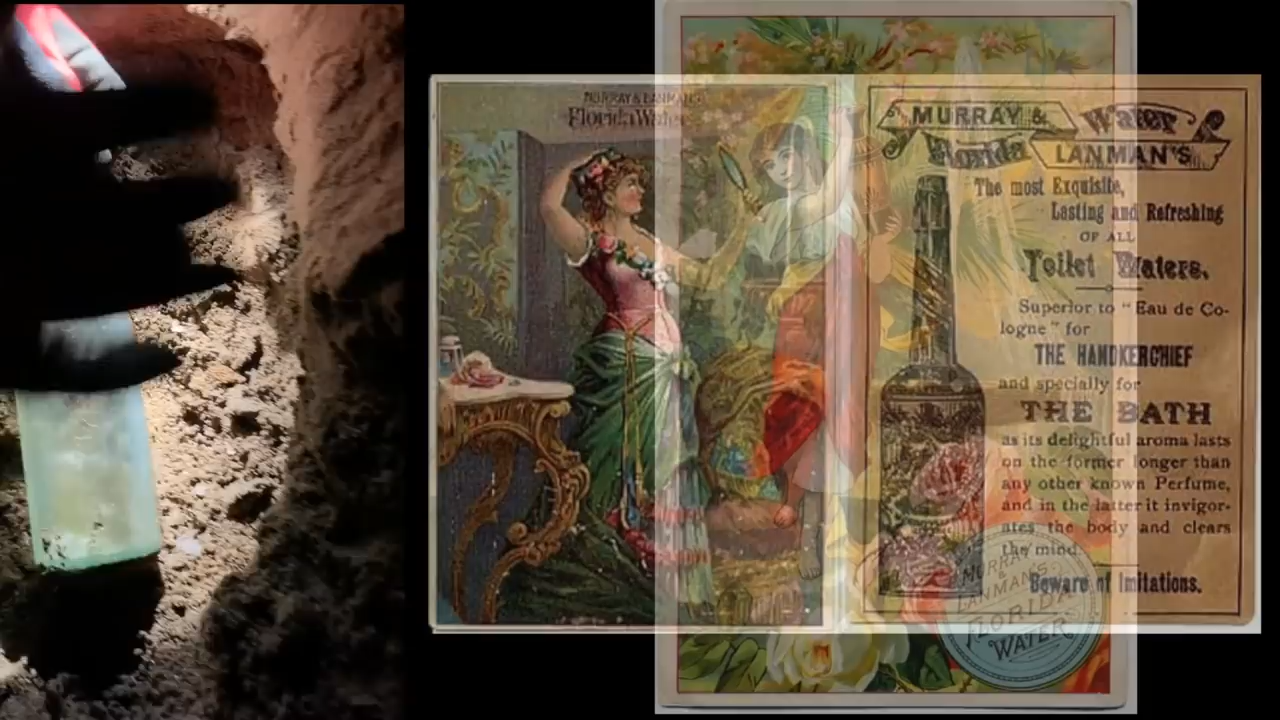 MURRAY & LANMAN'S
Florida Water
MURRAY &
Florida
Water
LANMAN'S
The most Exquisite,
Lasting and Refreshing
OF ALL
Toilet Waters.
Superior to "Eau de Co-
logne" for
THE HANDKERCHIEF
and specially for
THE BATH
as its delightful aroma lasts
on the former longer than
any other known Perfume,
and in the latter it invigor-
ates the body and clears
the mind.
Beware of Imitations.
MURRAY
&
LANMAN'S
FLORIDA
WATER